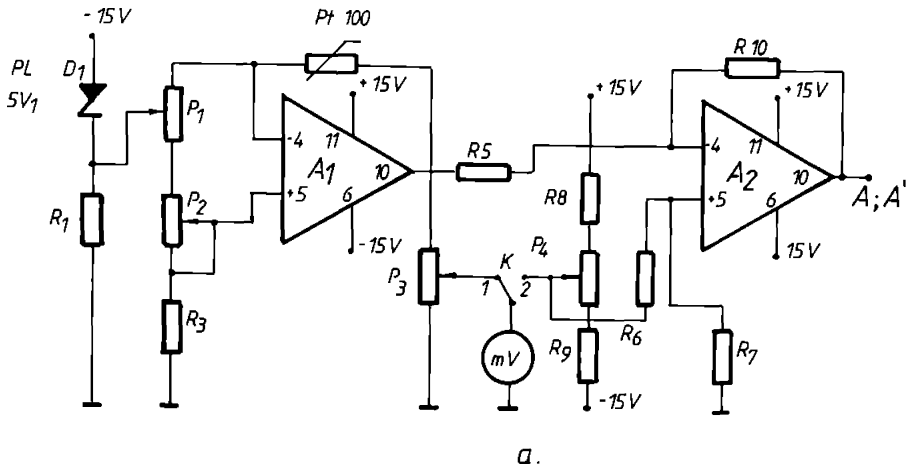 - 15V
PL
5V1
D1
R1
P1
P2
R3
Pt 100
+ 15V
-4
11
A1
10
+5
6
- 15V
P3
R5
K
1
2
mV
+ 15V
R8
P4
R9
- 15V
R6
R7
R 10
+ 15V
-4
11
A2
10
+5
6
15V
A ; A'
a.